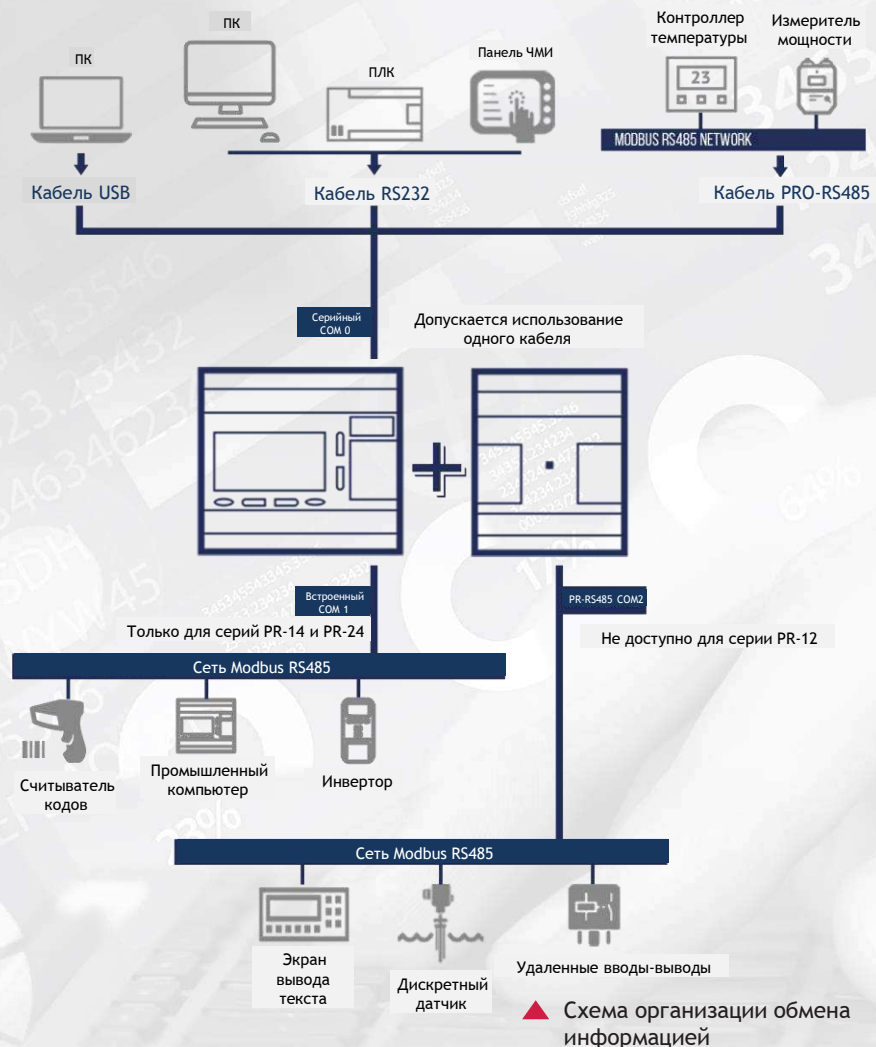 ПК
ПК
ПЛК
Панель ЧМИ
Контроллер
температуры
Измеритель
мощности
23
MODBUS RS485 NETWORK
Кабель USB
Кабель RS232
Кабель PRO-RS485
Серийный
COM 0
Допускается использование
одного кабеля
Встроенный
COM 1
PR-RS485 COM2
Только для серий PR-14 и PR-24
Не доступно для серии PR-12
Сеть Modbus RS485
Считыватель
кодов
Промышленный
компьютер
Инвертор
Сеть Modbus RS485
Экран
вывода
текста
Дискретный
датчик
Удаленные вводы-выводы
Схема организации обмена
информацией